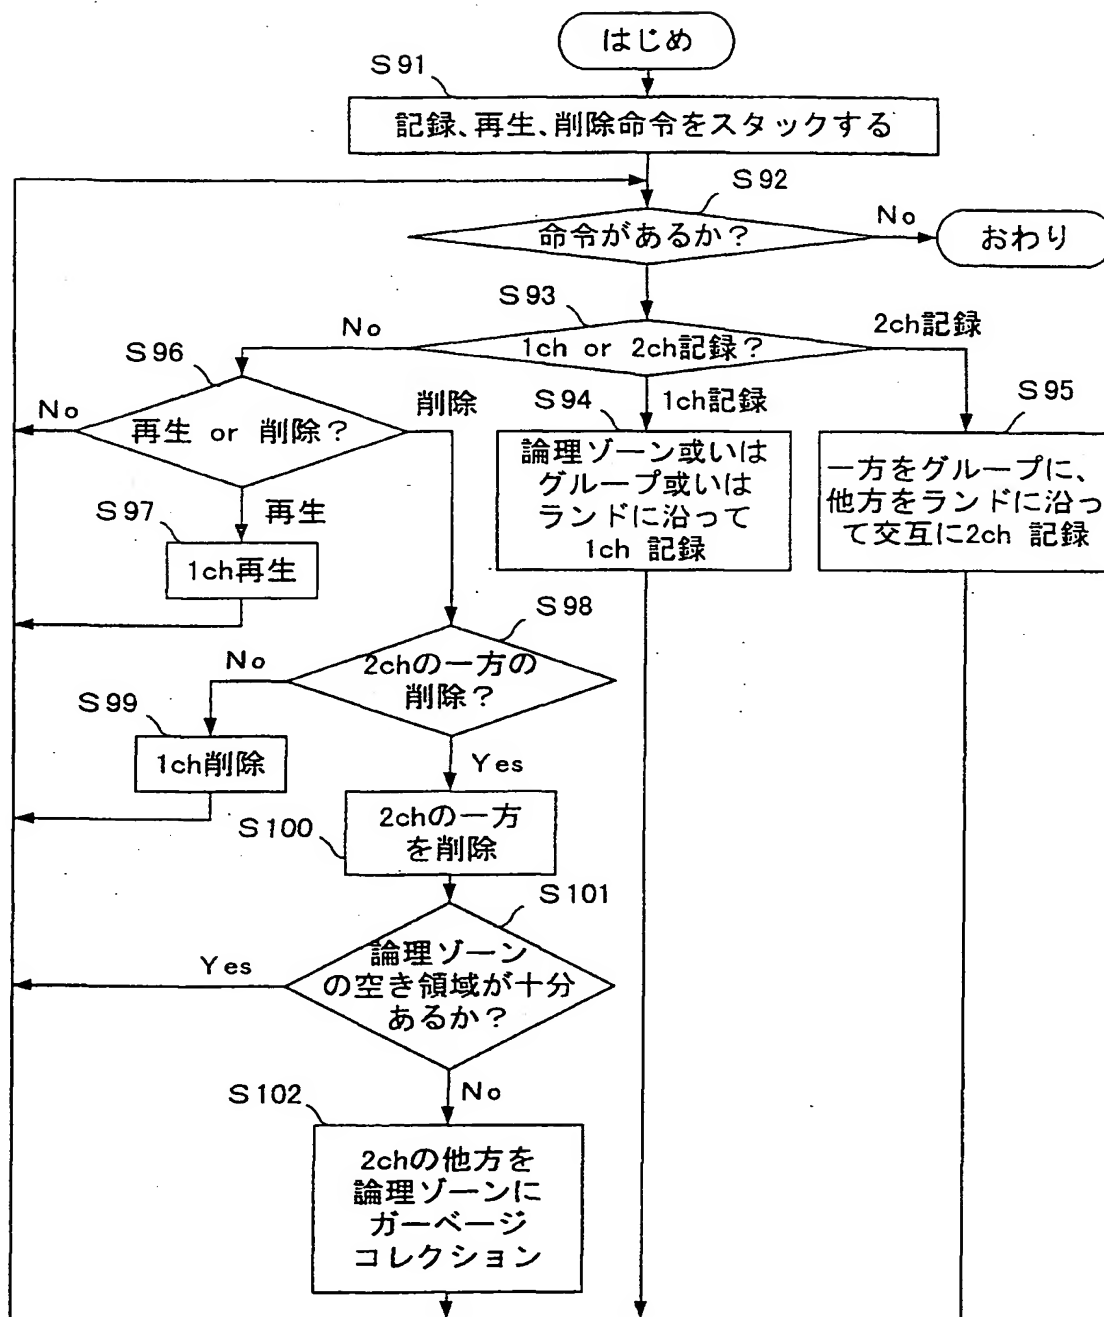 はじめ
S91
記録、再生、削除命令をスタックする
S92
命令があるか?
No
おわり
S93
No
1ch or 2ch記録?
2ch記録
S96
No
再生 or 削除?
削除
S94
1ch記録
S95
論理ゾーン或いは
グループ或いは
ランドに沿って
1ch 記録
一方をグループに、
他方をランドに沿っ
て交互に2ch 記録
S97
再生
1ch再生
S98
No
2chの一方の
削除?
S99
1ch削除
Yes
S100
2chの一方
を削除
S101
Yes
論理ゾーン
の空き領域が十分
あるか?
No
S102
2chの他方を
論理ゾーンに
ガーベージ
コレクション